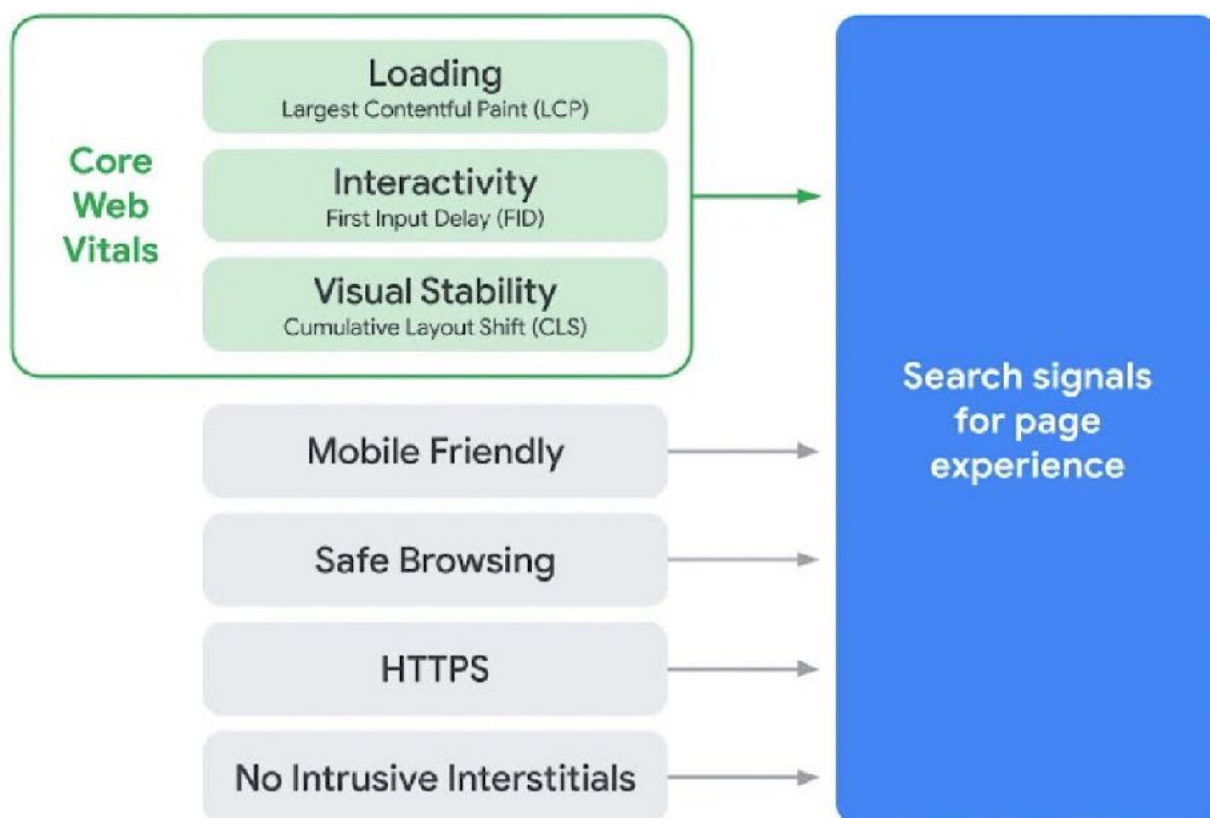 Core
Web
Vitals
Loading
Largest Contentful Paint (LCP)
Interactivity
First Input Delay (FID)
Visual Stability
Cumulative Layout Shift (CLS)
Mobile Friendly
Safe Browsing
HTTPS
No Intrusive Interstitials
Search signals
for page
experience